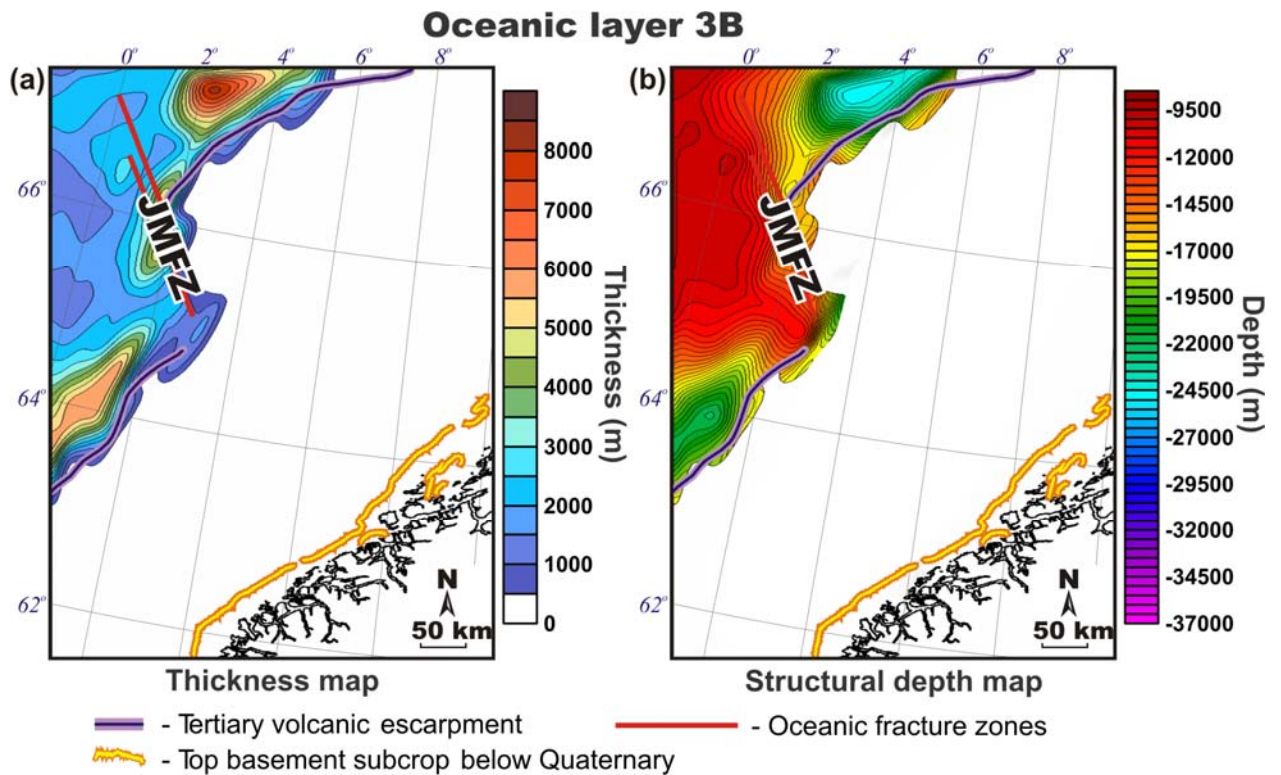 Oceanic layer 3B
(a)
0° 2° 4° 6° 8°
66°
64°
62°
JMFZ
N
50 km
8000
7000
6000
5000
4000
3000
2000
1000
0
Thickness (m)
Thickness map
(b)
0° 2° 4° 6° 8°
66°
64°
62°
JMFZ
N
50 km
-9500
-12000
-14500
-17000
-19500
-22000
-24500
-27000
-29500
-32000
-34500
-37000
Depth (m)
Structural depth map
- Tertiary volcanic escarpment
- Oceanic fracture zones
- Top basement subcrop below Quaternary